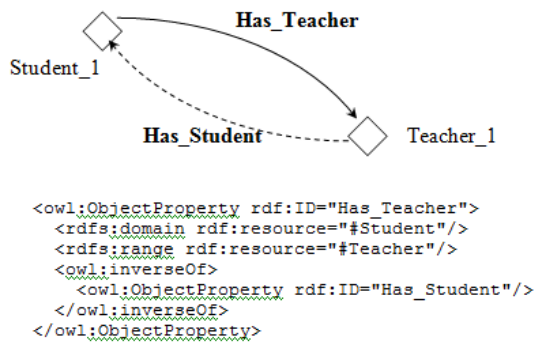 Has_Teacher
Student_1
Has_Student
Teacher_1
<owl:ObjectProperty rdf:ID="Has_Teacher">
  <rdfs:domain rdf:resource="#Student"/>
  <rdfs:range rdf:resource="#Teacher"/>
  <owl:inverseOf>
    <owl:ObjectProperty rdf:ID="Has_Student"/>
  </owl:inverseOf>
</owl:ObjectProperty>